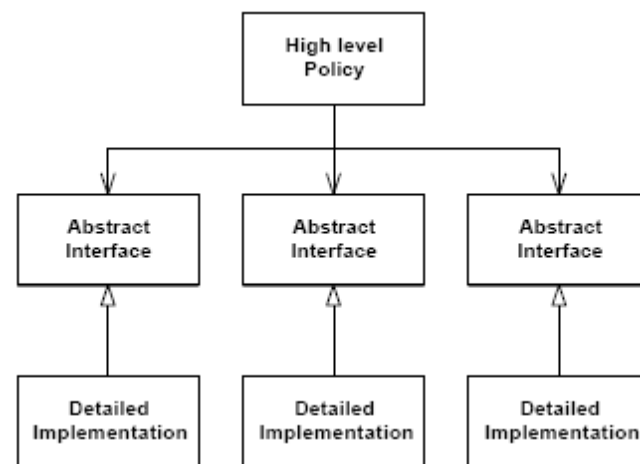 High level
Policy
Abstract
Interface
Abstract
Interface
Abstract
Interface
Detailed
Implementation
Detailed
Implementation
Detailed
Implementation